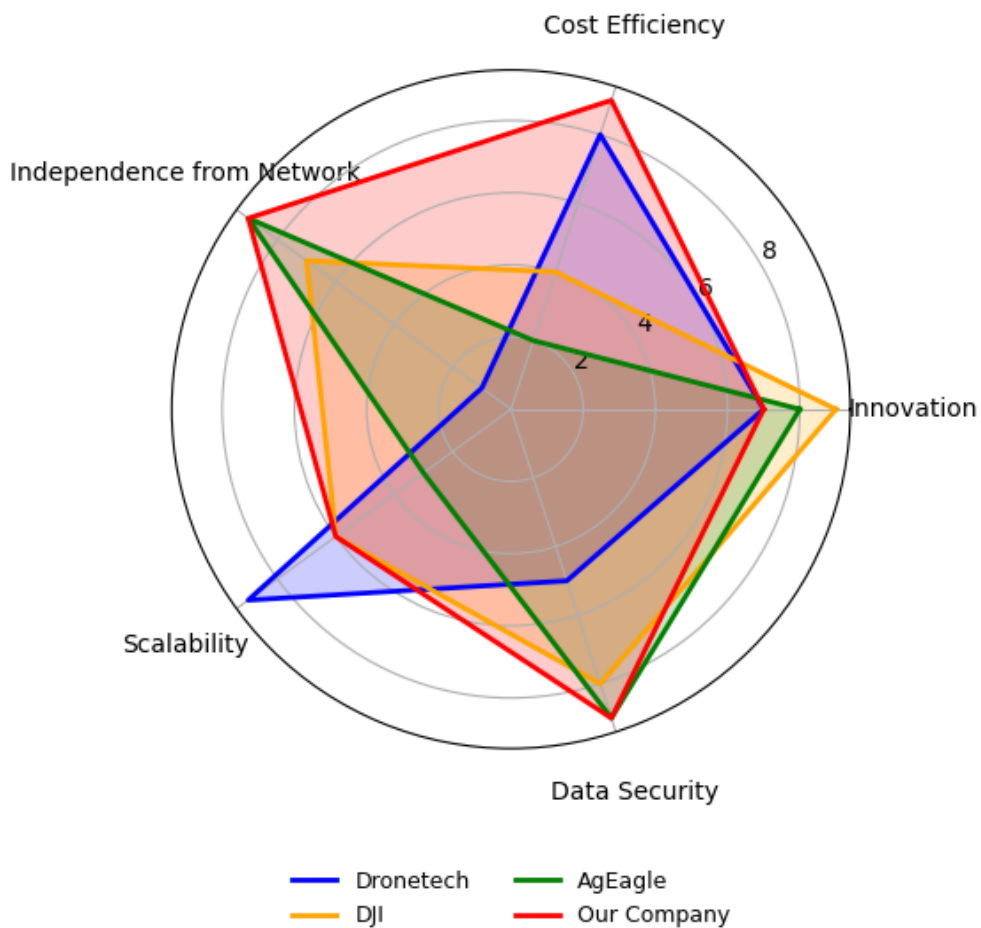 Cost Efficiency
Independence from Network
8
6
4
2
Innovation
Scalability
Data Security
Dronetech
AgEagle
DJI
Our Company